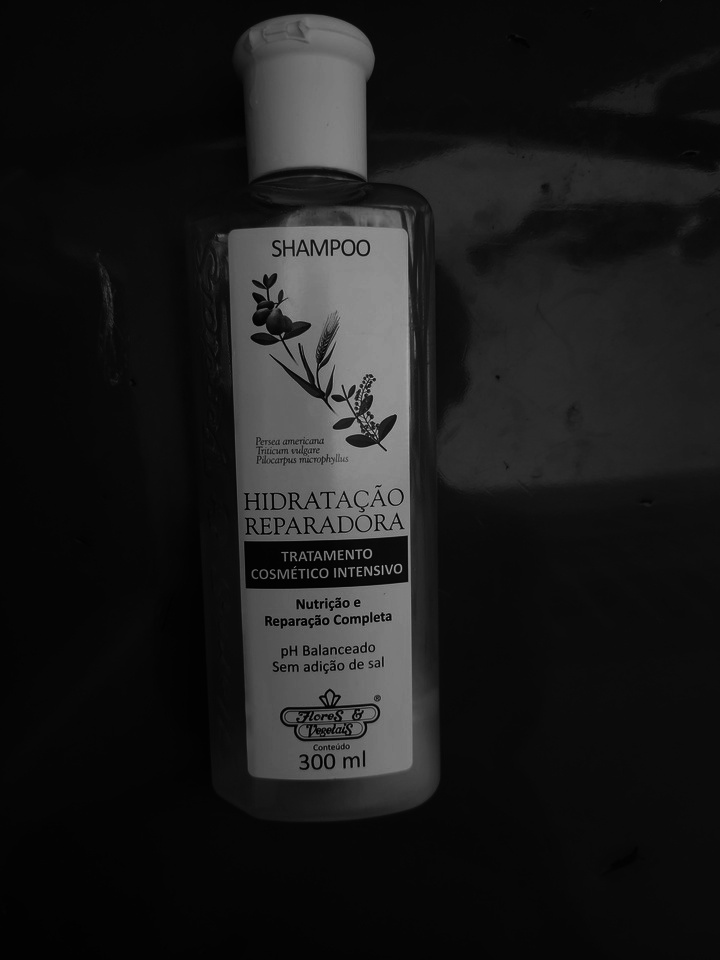 SHAMPOO
Persea americana
Triticum vulgare
Pilocarpus microphyllus
HIDRATAÇÃO
REPARADORA
TRATAMENTO
COSMÉTICO INTENSIVO
Nutrição e
Reparação Completa
pH Balanceado
Sem adição de sal
Flores &
Vegetais
®
Conteúdo
300 ml